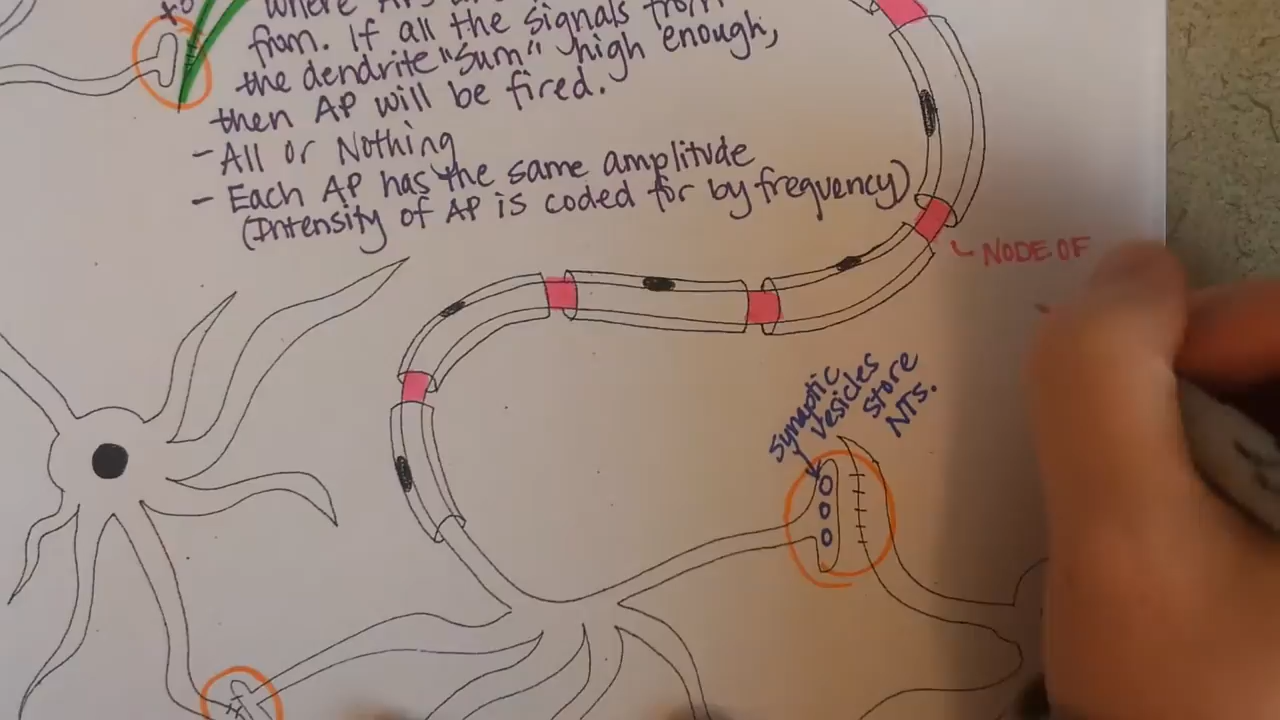 where AP's
from. If all the signals from
the dendrite "sum" high enough,
then AP will be fired.
- All or Nothing
- Each AP has the same amplitude
(Intensity of AP is coded for by frequency)
NODE OF
synaptic
vesicles
store
NTs.